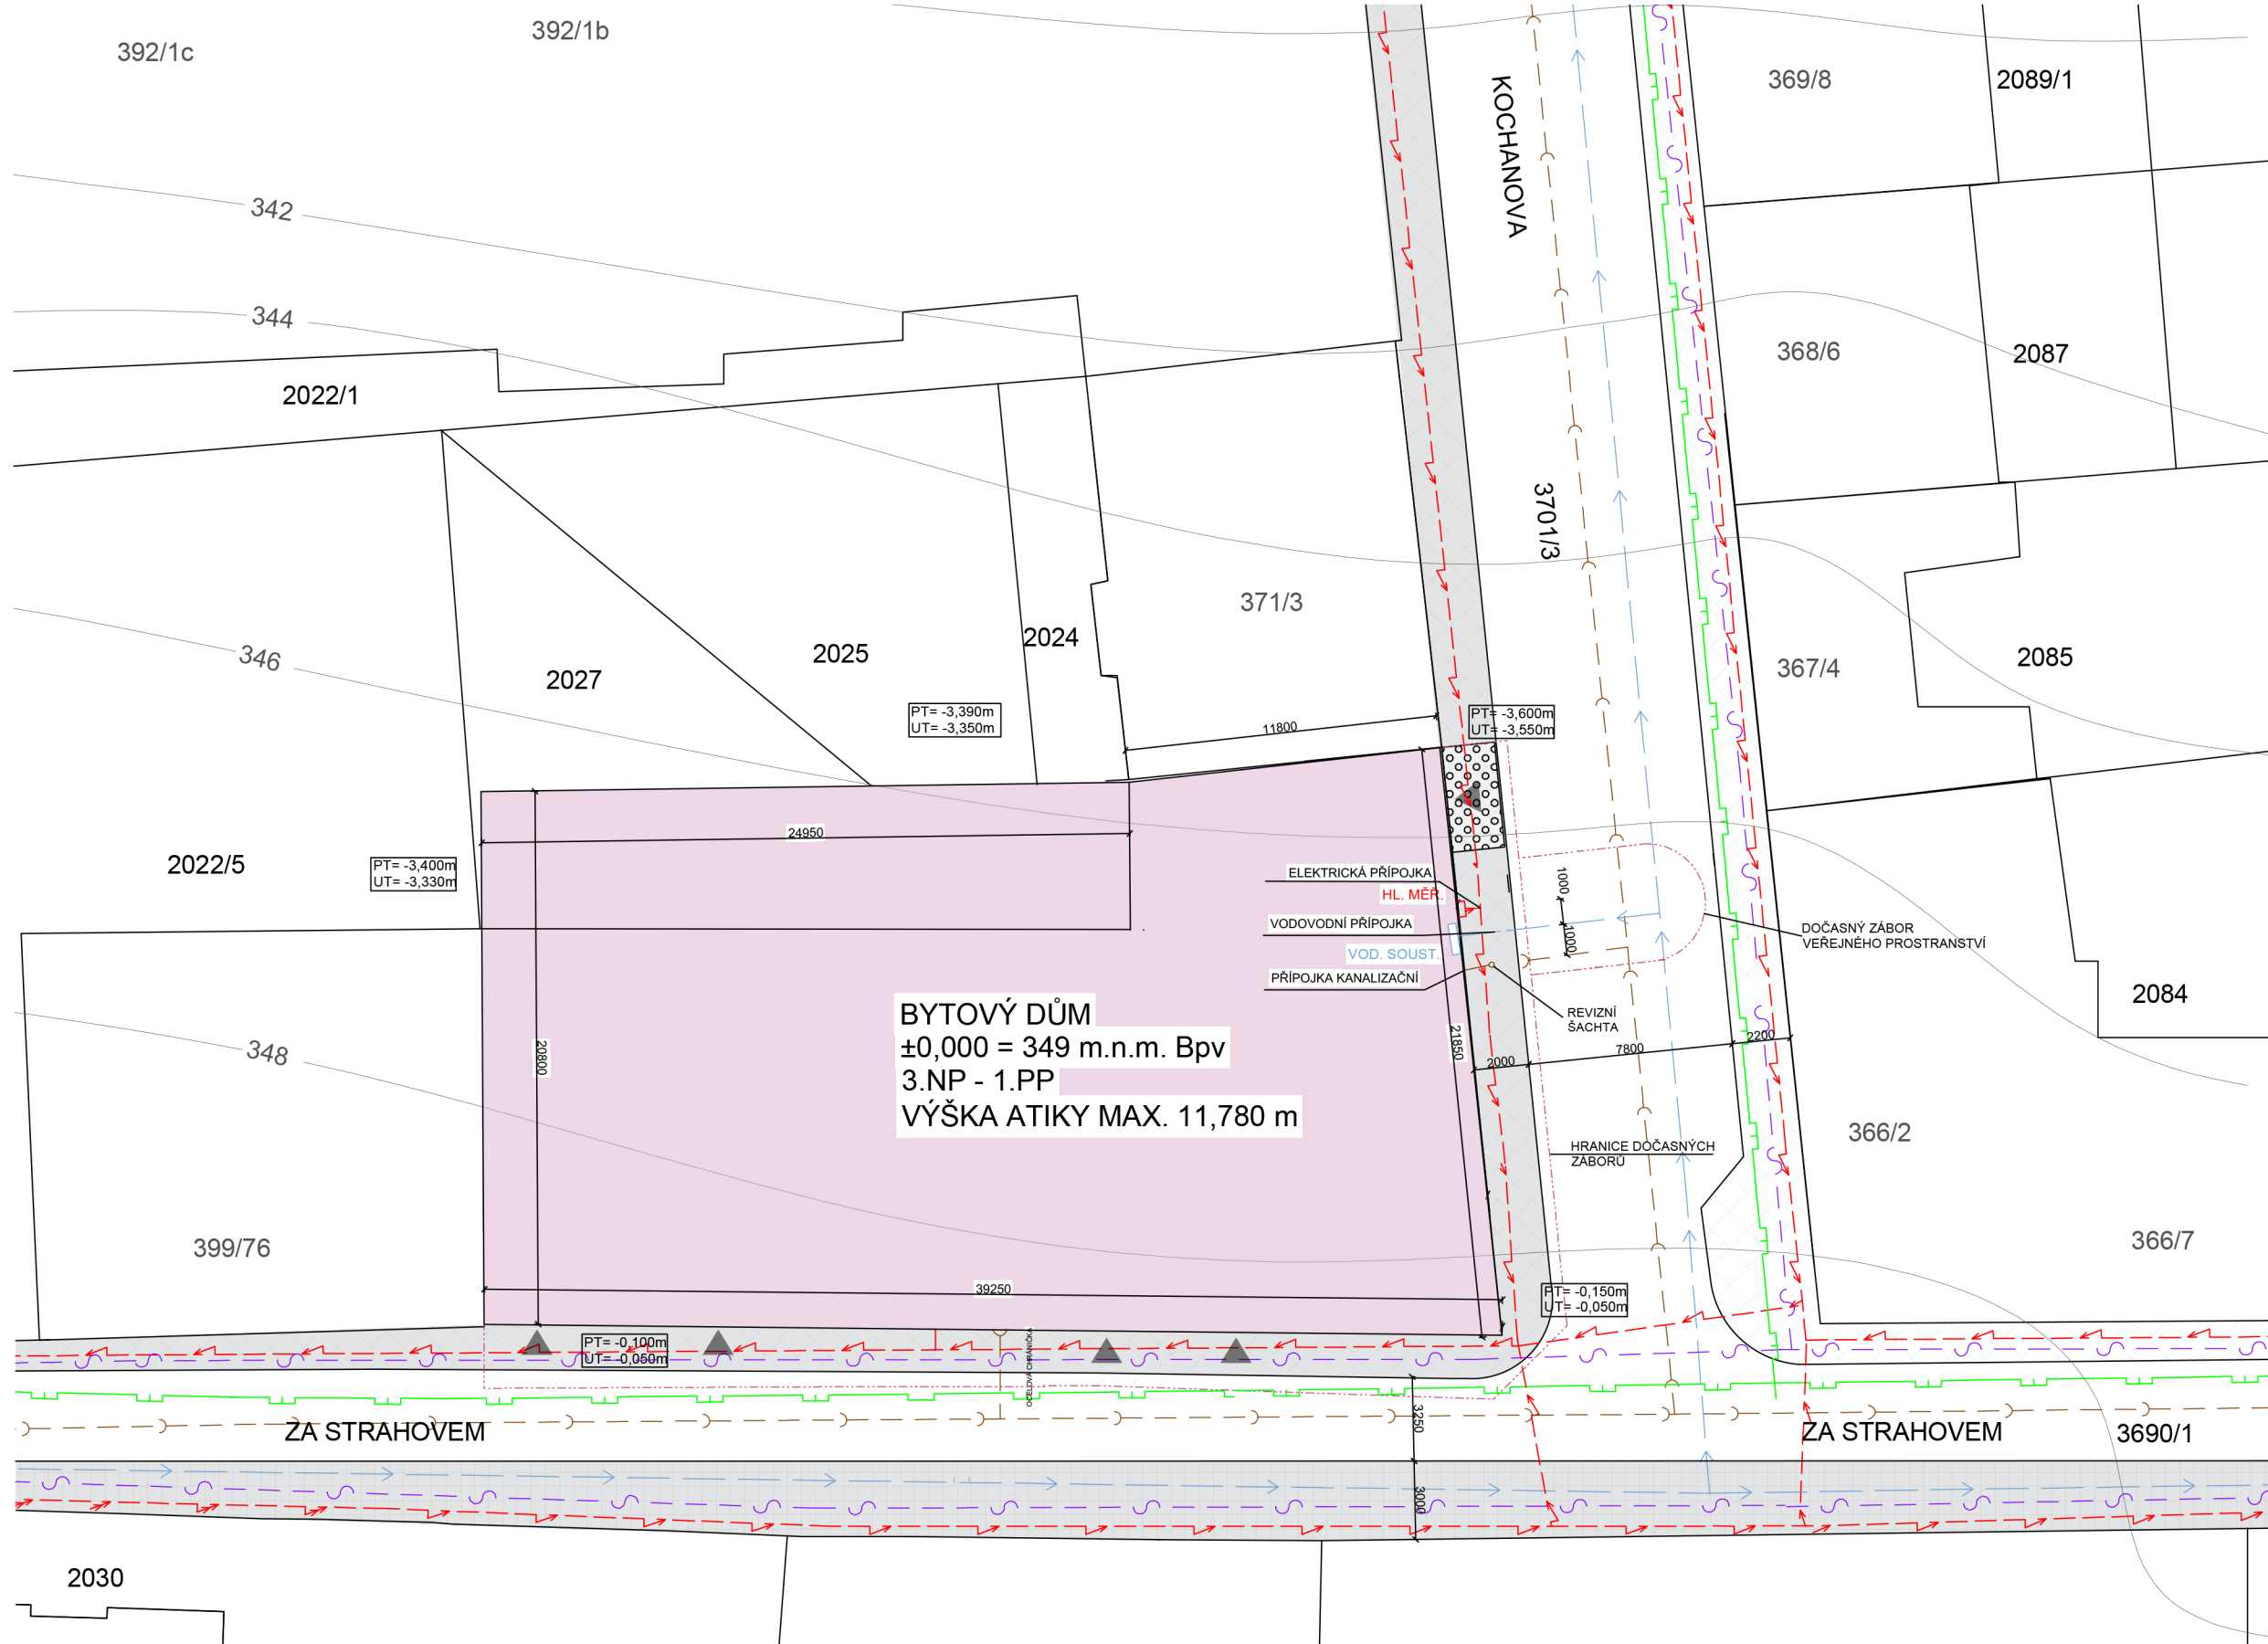 392/1c
392/1b
KOCHANOVA
369/8
2089/1
342
344
2022/1
368/6
2087
3701/3
371/3
346
2027
2025
2024
367/4
2085
PT= -3,390m
UT= -3,350m
11800
PT= -3,600m
UT= -3,550m
24950
2022/5
PT= -3,400m
UT= -3,330m
ELEKTRICKÁ PŘÍPOJKA
HL. MĚŘ.
VODOVODNÍ PŘÍPOJKA
VOD. SOUST.
PŘÍPOJKA KANALIZAČNÍ
1000
1000
DOČASNÝ ZÁBOR
VEŘEJNÉHO PROSTRANSTVÍ
2084
REVIZNÍ
ŠACHTA
BYTOVÝ DŮM
±0,000 = 349 m.n.m. Bpv
3.NP - 1.PP
VÝŠKA ATIKY MAX. 11,780 m
348
20800
21850
2000
7800
2200
HRANICE DOČASNÝCH
ZÁBORŮ
366/2
366/7
399/76
39250
PT= -0,150m
UT= -0,050m
PT= -0,100m
UT= -0,050m
OCELOVÁ CHRÁNIČKA
3250
ZA STRAHOVEM
ZA STRAHOVEM
3690/1
3000
2030